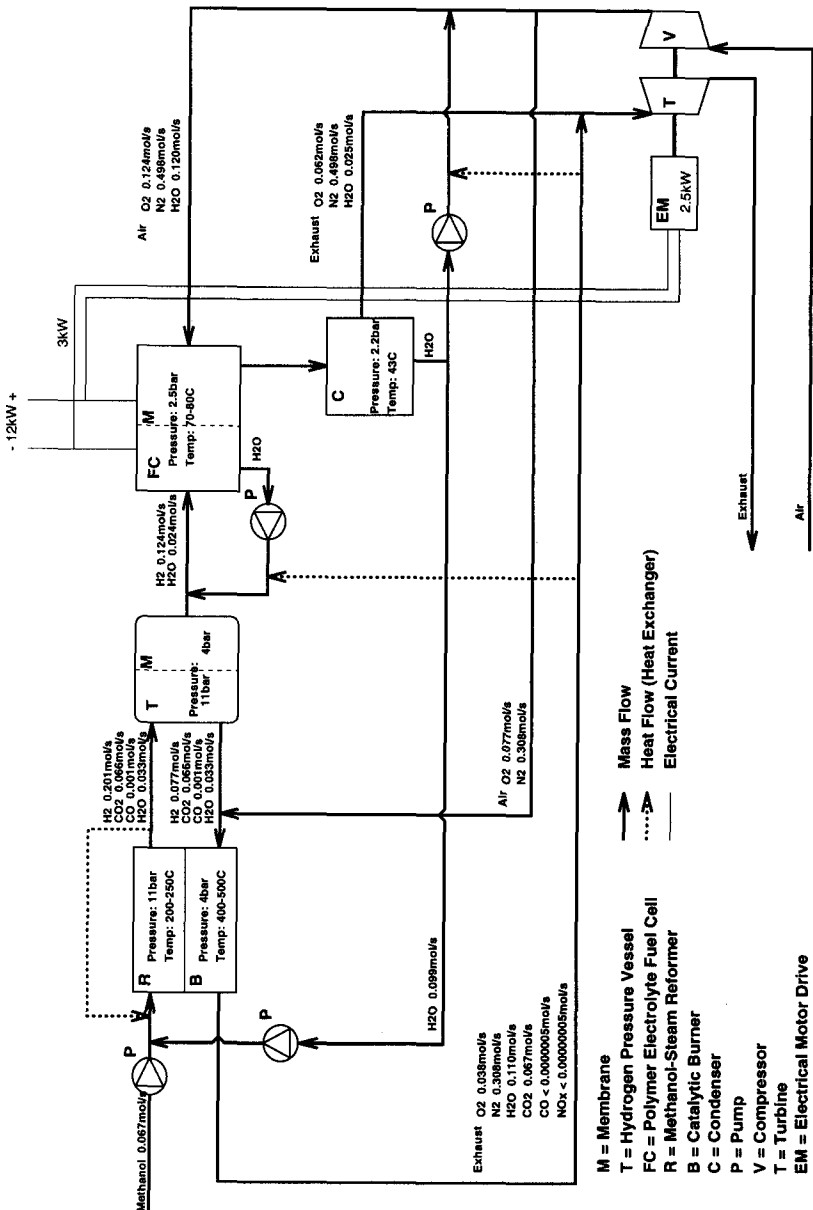 Methanol 0.067mol/s
P
R
Pressure: 11bar
Temp: 200-250C
B
Pressure: 4bar
Temp: 400-500C
P
H2 0.201mol/s
CO2 0.066mol/s
CO 0.001mol/s
H2O 0.033mol/s
H2 0.077mol/s
CO2 0.066mol/s
CO 0.001mol/s
H2O 0.033mol/s
T
M
Pressure:
11bar
4bar
H2 0.124mol/s
H2O 0.024mol/s
P
H2O
FC
M
Pressure: 2.5bar
Temp: 70-80C
- 12kW +
3kW
Air O2 0.124mol/s
N2 0.498mol/s
H2O 0.120mol/s
C
Pressure: 2.2bar
Temp: 43C
H2O
Exhaust O2 0.062mol/s
N2 0.498mol/s
H2O 0.025mol/s
P
EM
2.5kW
T
V
H2O 0.099mol/s
Air O2 0.077mol/s
N2 0.308mol/s
Exhaust O2 0.038mol/s
N2 0.308mol/s
H2O 0.110mol/s
CO2 0.067mol/s
CO < 0.0000005mol/s
NOx < 0.00000005mol/s
Exhaust
Air
M = Membrane
T = Hydrogen Pressure Vessel
FC = Polymer Electrolyte Fuel Cell
R = Methanol-Steam Reformer
B = Catalytic Burner
C = Condenser
P = Pump
V = Compressor
T = Turbine
EM = Electrical Motor Drive
Mass Flow
Heat Flow (Heat Exchanger)
Electrical Current